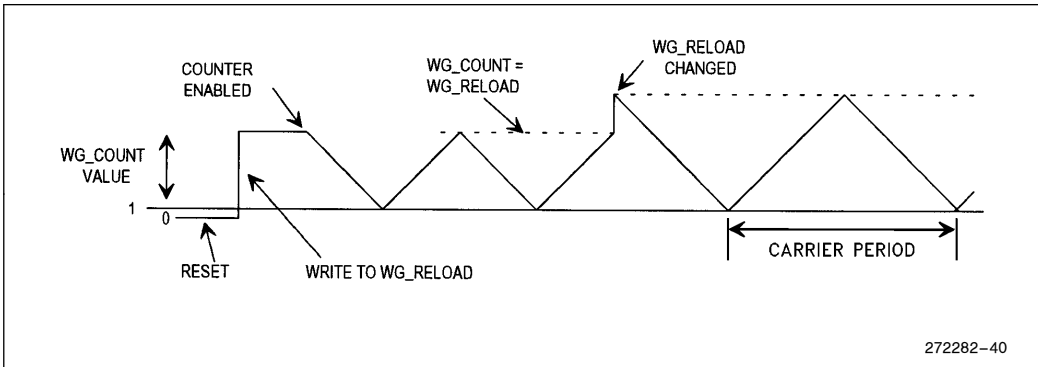 COUNTER
ENABLED
WG_COUNT =
WG_RELOAD
WG_RELOAD
CHANGED
WG_COUNT
VALUE
1
0
RESET
WRITE TO WG_RELOAD
CARRIER PERIOD
272282–40